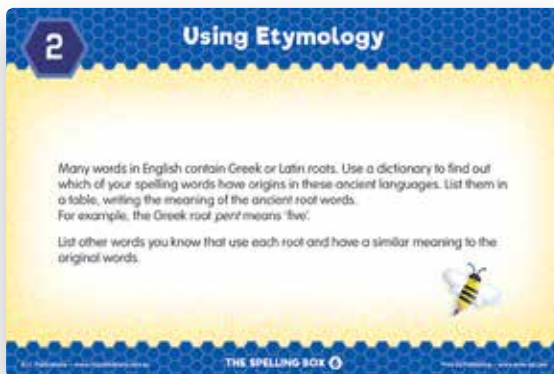 2
Using Etymology
Many words in English contain Greek or Latin roots. Use a dictionary to find out
which of your spelling words have origins in these ancient languages. List them in
a table, writing the meaning of the ancient root words.
For example, the Greek root pent means 'five'.
List other words you know that use each root and have a similar meaning to the
original words.
THE SPELLING BOX 6